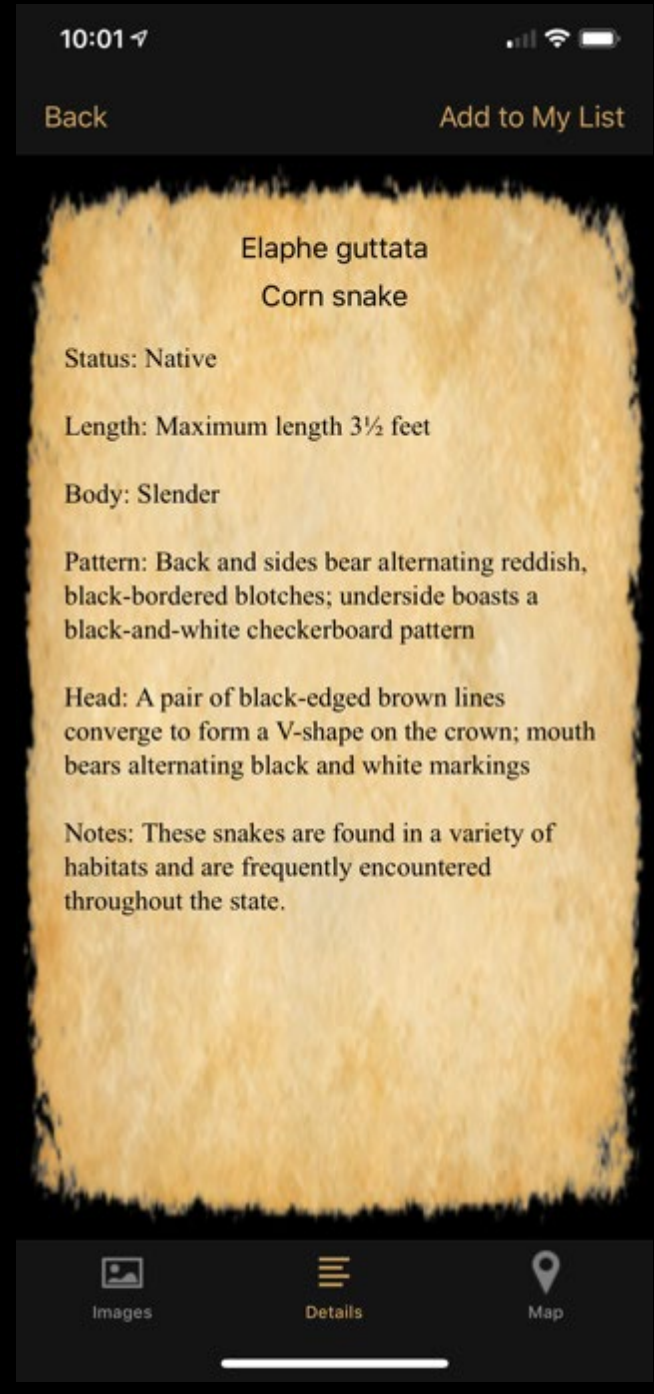 10:01
Back
Add to My List
Elaphe guttata
Corn snake
Status: Native
Length: Maximum length 3½ feet
Body: Slender
Pattern: Back and sides bear alternating reddish,
black-bordered blotches; underside boasts a
black-and-white checkerboard pattern
Head: A pair of black-edged brown lines
converge to form a V-shape on the crown; mouth
bears alternating black and white markings
Notes: These snakes are found in a variety of
habitats and are frequently encountered
throughout the state.
Images
Details
Map